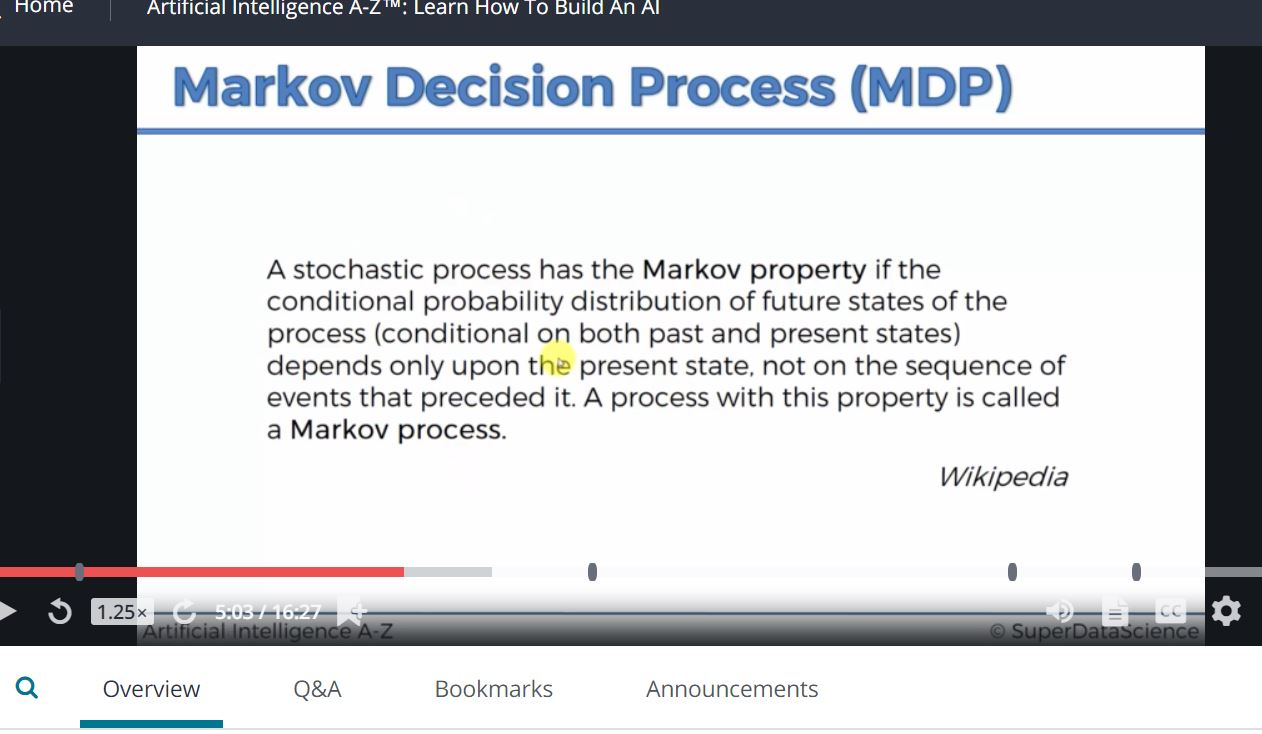 Home
Artificial Intelligence A-Z™: Learn How To Build An AI
Markov Decision Process (MDP)
A stochastic process has the Markov property if the
conditional probability distribution of future states of the
process (conditional on both past and present states)
depends only upon the present state, not on the sequence of
events that preceded it. A process with this property is called
a Markov process.
Wikipedia
1.25×
5:03 / 16:27
CC
Artificial Intelligence A-Z
© SuperDataScience
Overview
Q&A
Bookmarks
Announcements